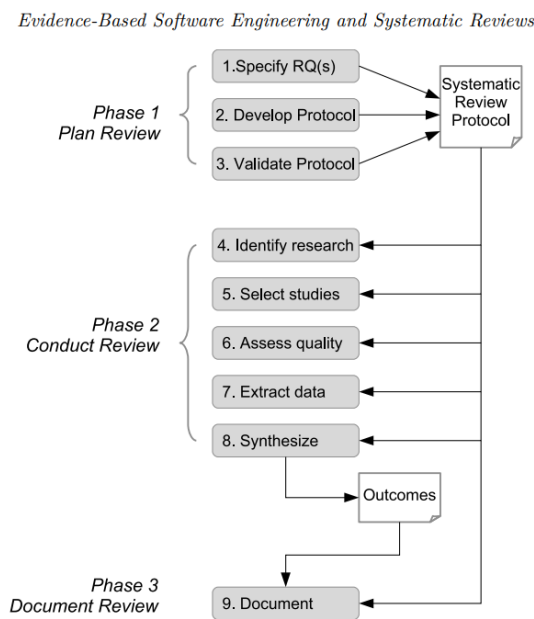 Evidence-Based Software Engineering and Systematic Reviews
1.Specify RQ(s)
Systematic
Review
Protocol
Phase 1
Plan Review
2. Develop Protocol
3. Validate Protocol
4. Identify research
5. Select studies
Phase 2
Conduct Review
6. Assess quality
7. Extract data
8. Synthesize
Outcomes
Phase 3
Document Review
9. Document